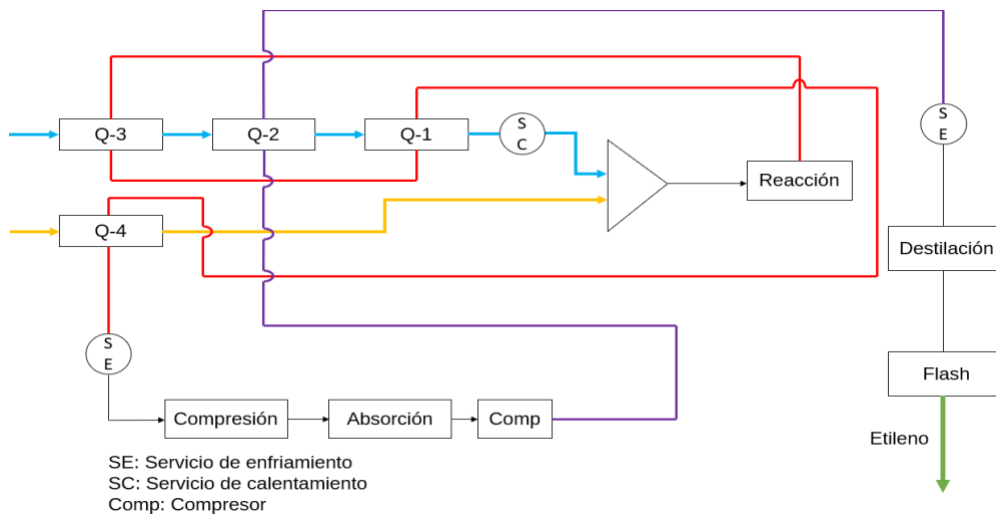 S
E
Q-3
Q-2
Q-1
S
C
Reacción
Q-4
Destilación
S
E
Flash
Compresión
Absorción
Comp
Etileno
SE: Servicio de enfriamiento
SC: Servicio de calentamiento
Comp: Compresor